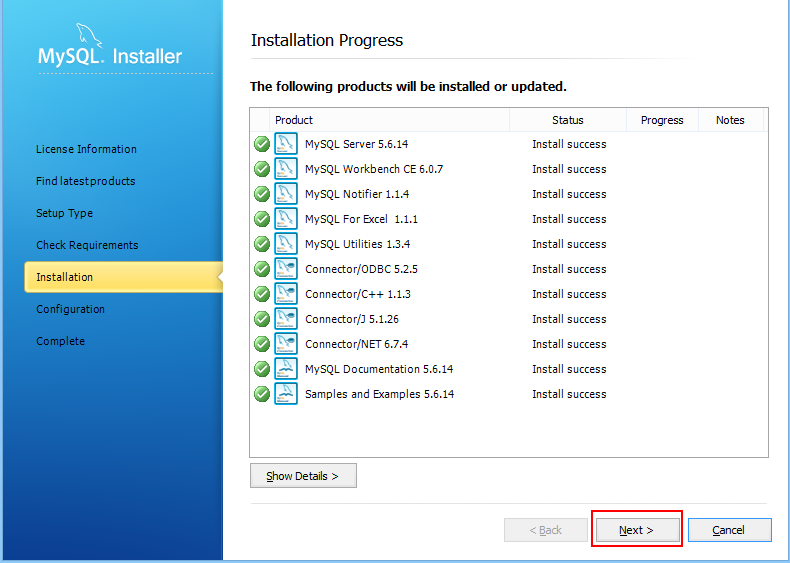 MySQL. Installer
License Information
Find latest products
Setup Type
Check Requirements
Installation
Configuration
Complete
Installation Progress
The following products will be installed or updated.
Product Status Progress Notes
MySQL Server 5.6.14 Install success
MySQL Workbench CE 6.0.7 Install success
MySQL Notifier 1.1.4 Install success
MySQL For Excel 1.1.1 Install success
MySQL Utilities 1.3.4 Install success
Connector/ODBC 5.2.5 Install success
Connector/C++ 1.1.3 Install success
Connector/J 5.1.26 Install success
Connector/NET 6.7.4 Install success
MySQL Documentation 5.6.14 Install success
Samples and Examples 5.6.14 Install success
Show Details >
< Back Next > Cancel